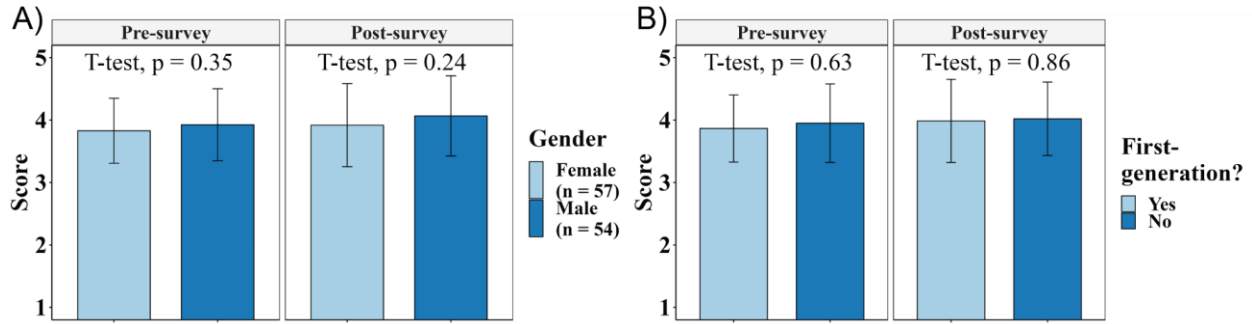 A)
Pre-survey
Post-survey
T-test, p = 0.35
T-test, p = 0.24
5
4
3
2
1
Score
Gender
Female
(n = 57)
Male
(n = 54)
B)
Pre-survey
Post-survey
T-test, p = 0.63
T-test, p = 0.86
5
4
3
2
1
Score
First-
generation?
Yes
No